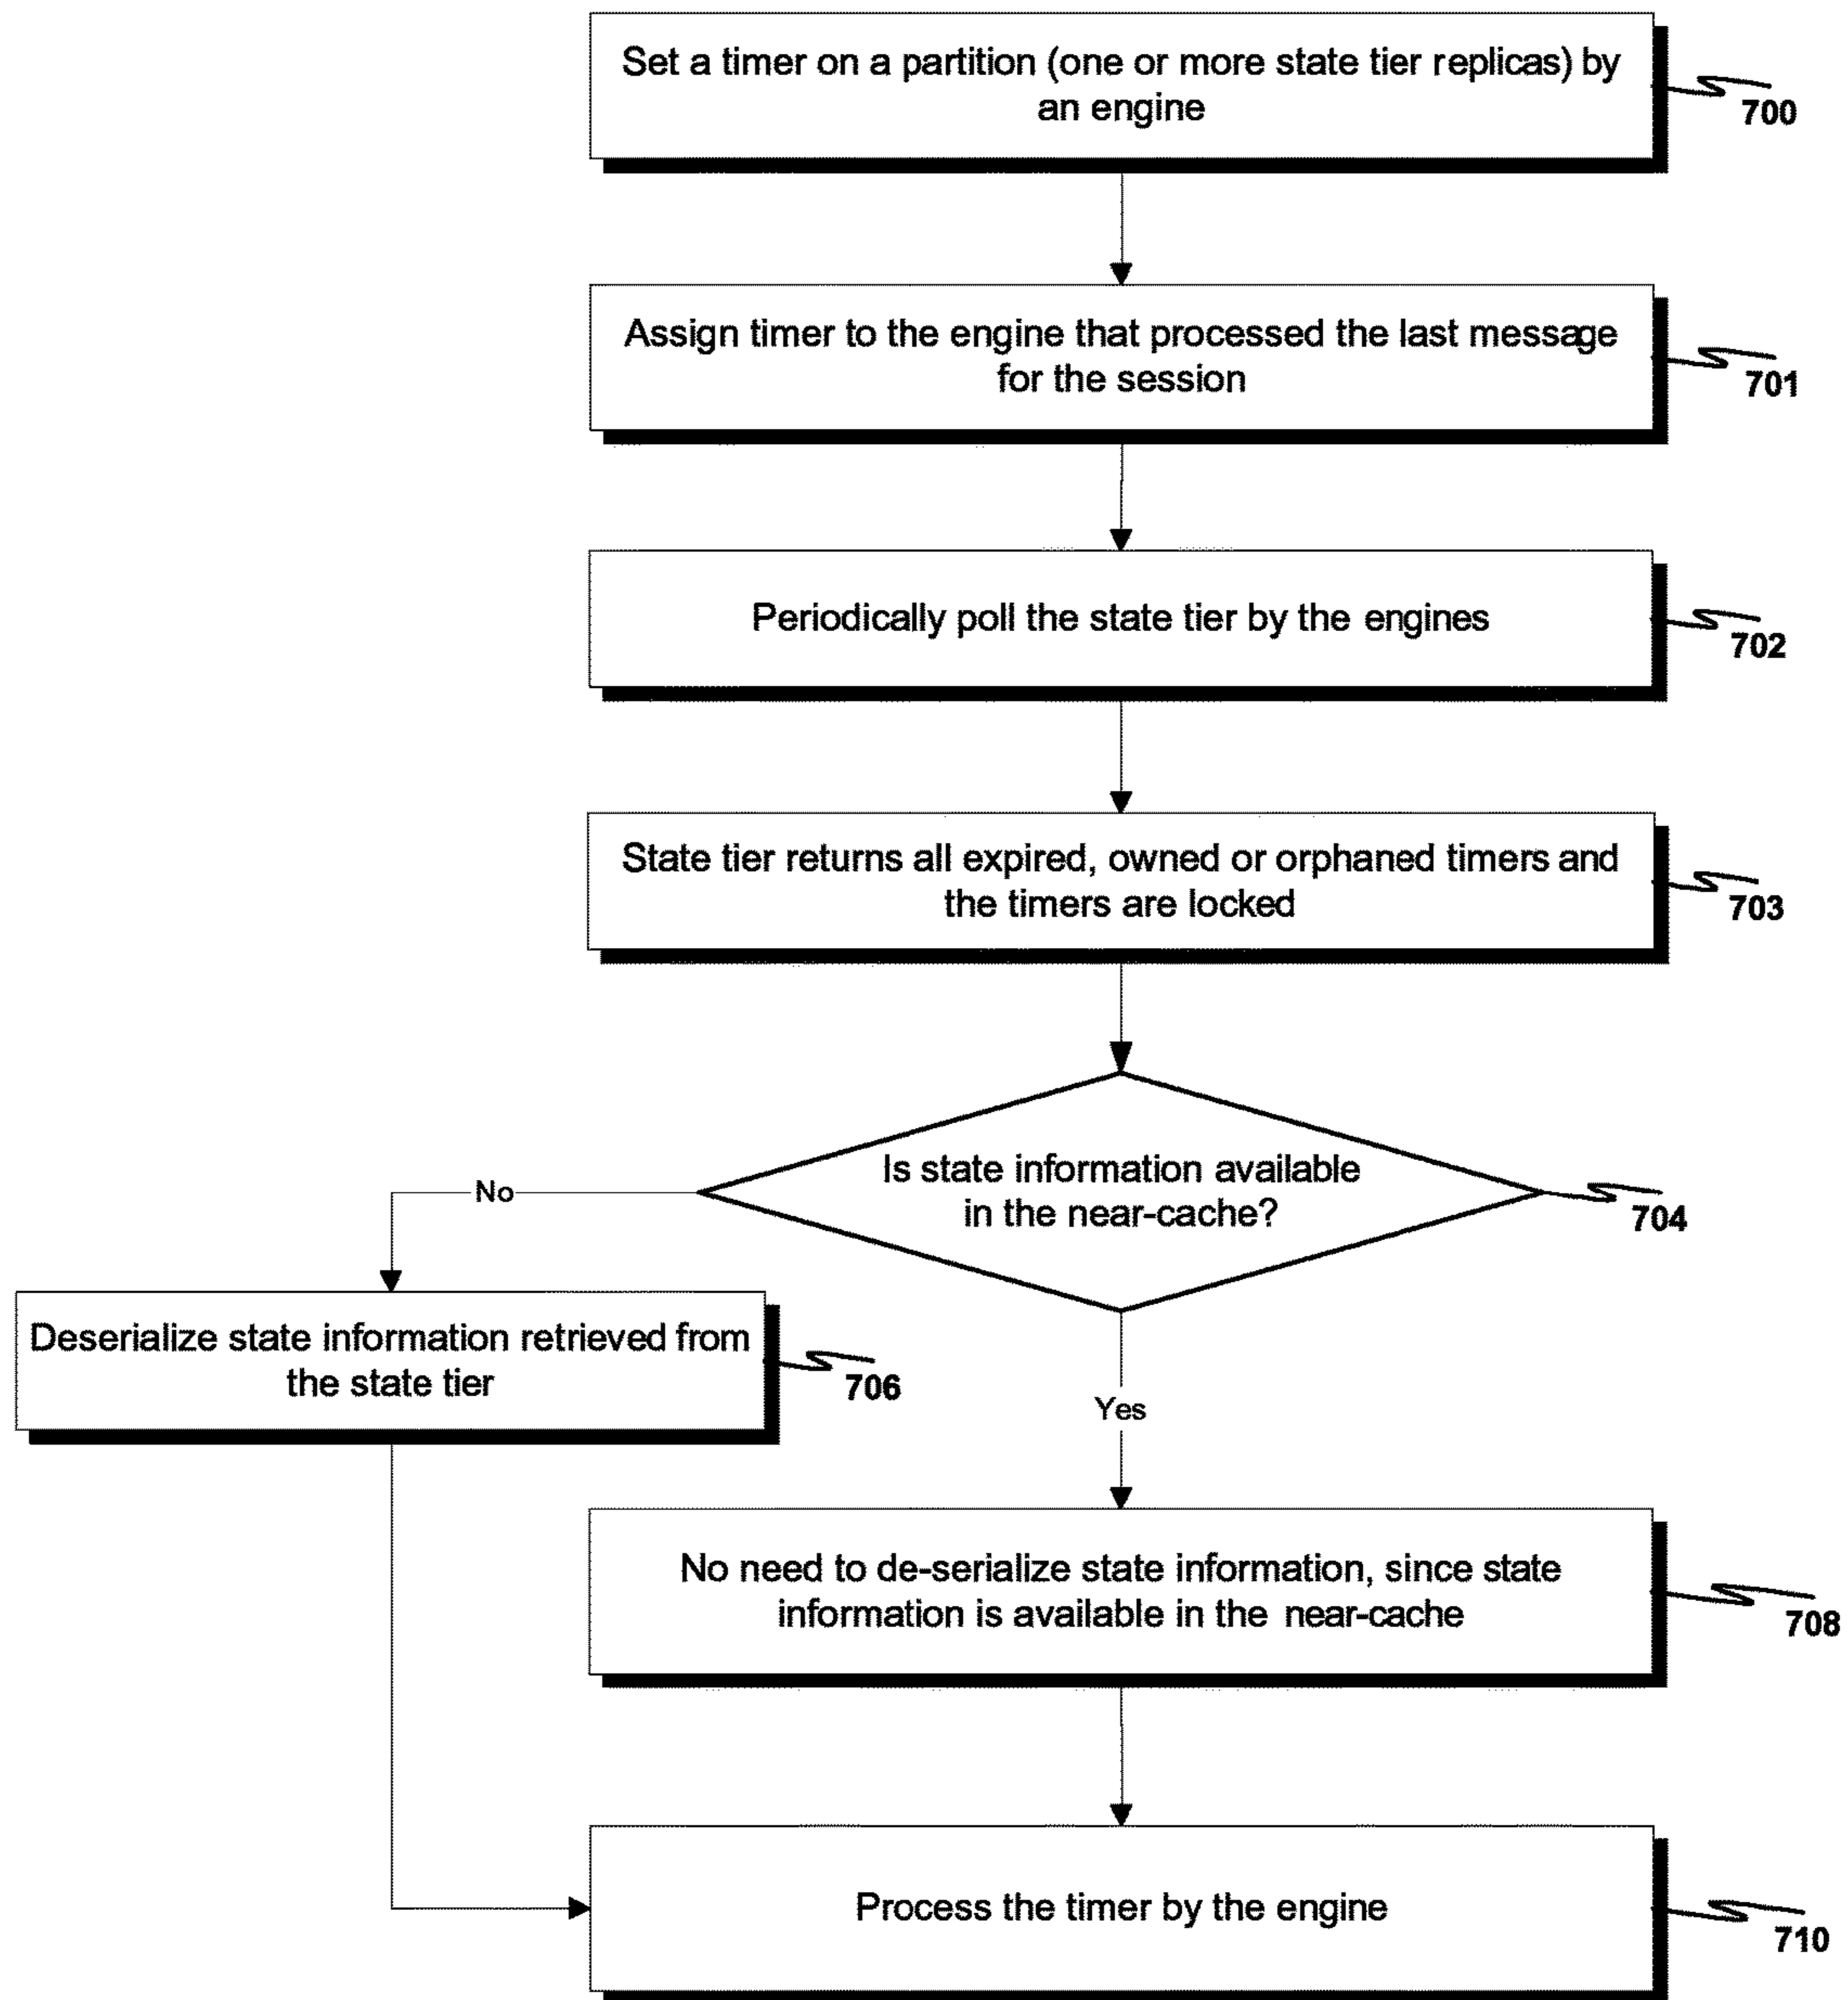 Set a timer on a partition (one or more state tier replicas) by
an engine
700
Assign timer to the engine that processed the last message
for the session
701
Periodically poll the state tier by the engines
702
State tier returns all expired, owned or orphaned timers and
the timers are locked
703
Is state information available
in the near-cache?
704
No
Deserialize state information retrieved from
the state tier
706
Yes
No need to de-serialize state information, since state
information is available in the near-cache
708
Process the timer by the engine
710